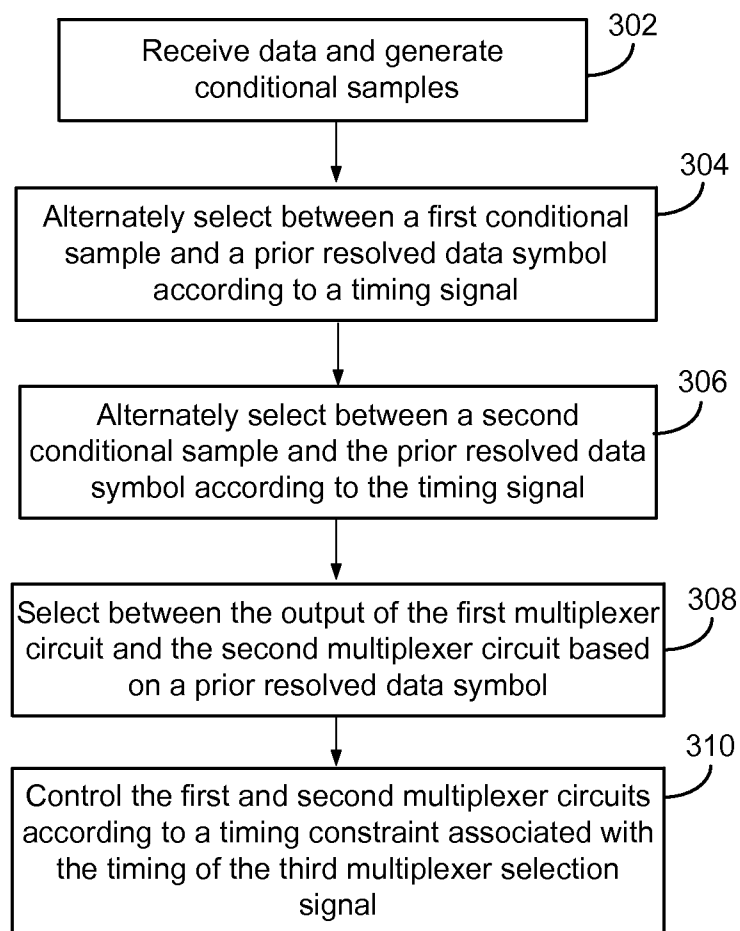 302
Receive data and generate
conditional samples
304
Alternately select between a first conditional
sample and a prior resolved data symbol
according to a timing signal
306
Alternately select between a second
conditional sample and the prior resolved data
symbol according to the timing signal
308
Select between the output of the first multiplexer
circuit and the second multiplexer circuit based
on a prior resolved data symbol
310
Control the first and second multiplexer circuits
according to a timing constraint associated with
the timing of the third multiplexer selection
signal